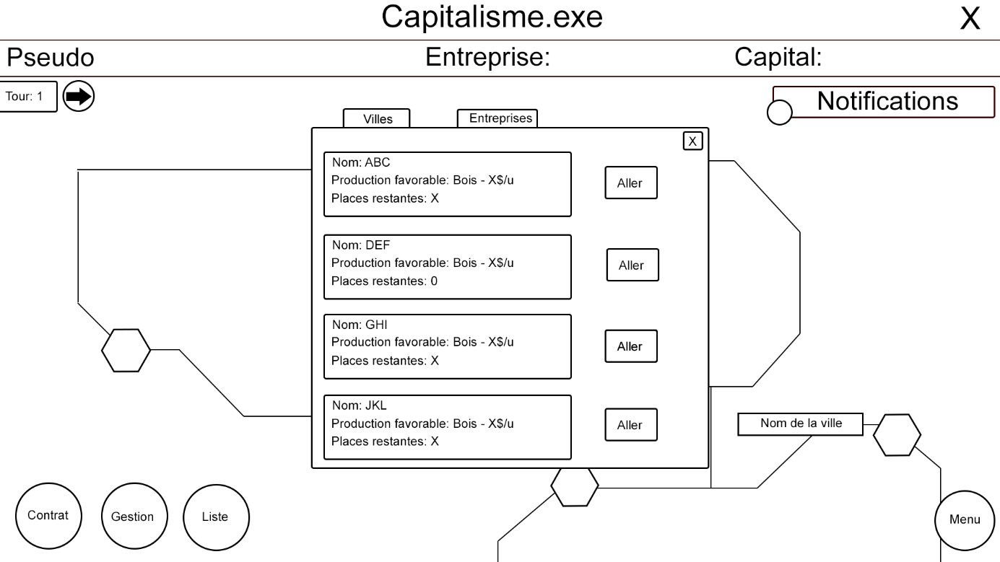 Capitalisme.exe
X
Pseudo
Entreprise:
Capital:
Tour: 1
Notifications
Villes
Entreprises
X
Nom: ABC
Production favorable: Bois - X$/u
Places restantes: X
Aller
Nom: DEF
Production favorable: Bois - X$/u
Places restantes: 0
Aller
Nom: GHI
Production favorable: Bois - X$/u
Places restantes: X
Aller
Nom: JKL
Production favorable: Bois - X$/u
Places restantes: X
Aller
Nom de la ville
Contrat
Gestion
Liste
Menu